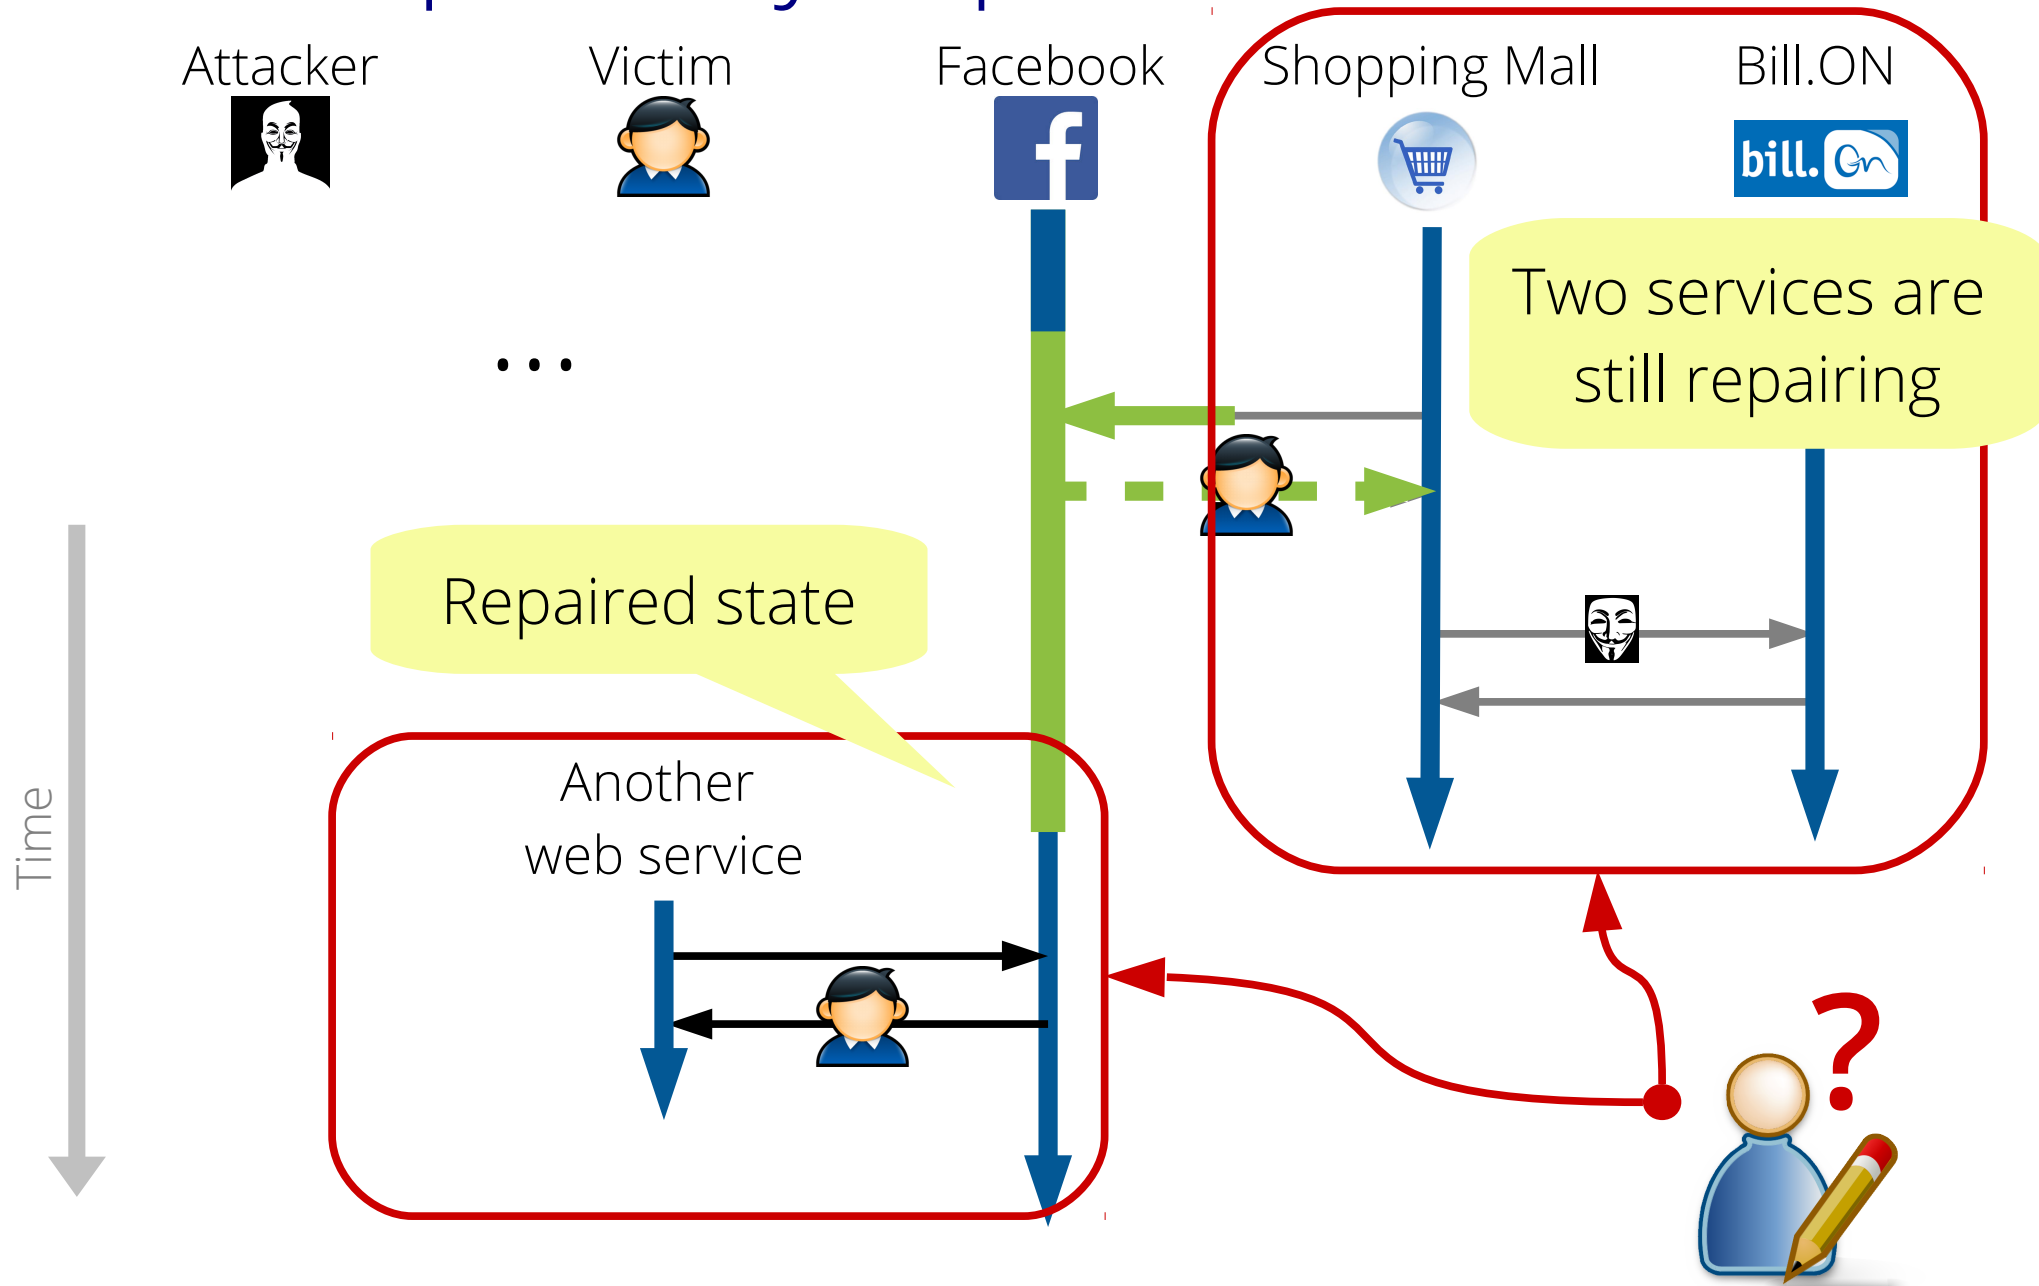 Attacker
Victim
Facebook
Shopping Mall
Bill.ON
bill.On
Two services are
still repairing
...
Repaired state
Another
web service
Time
?